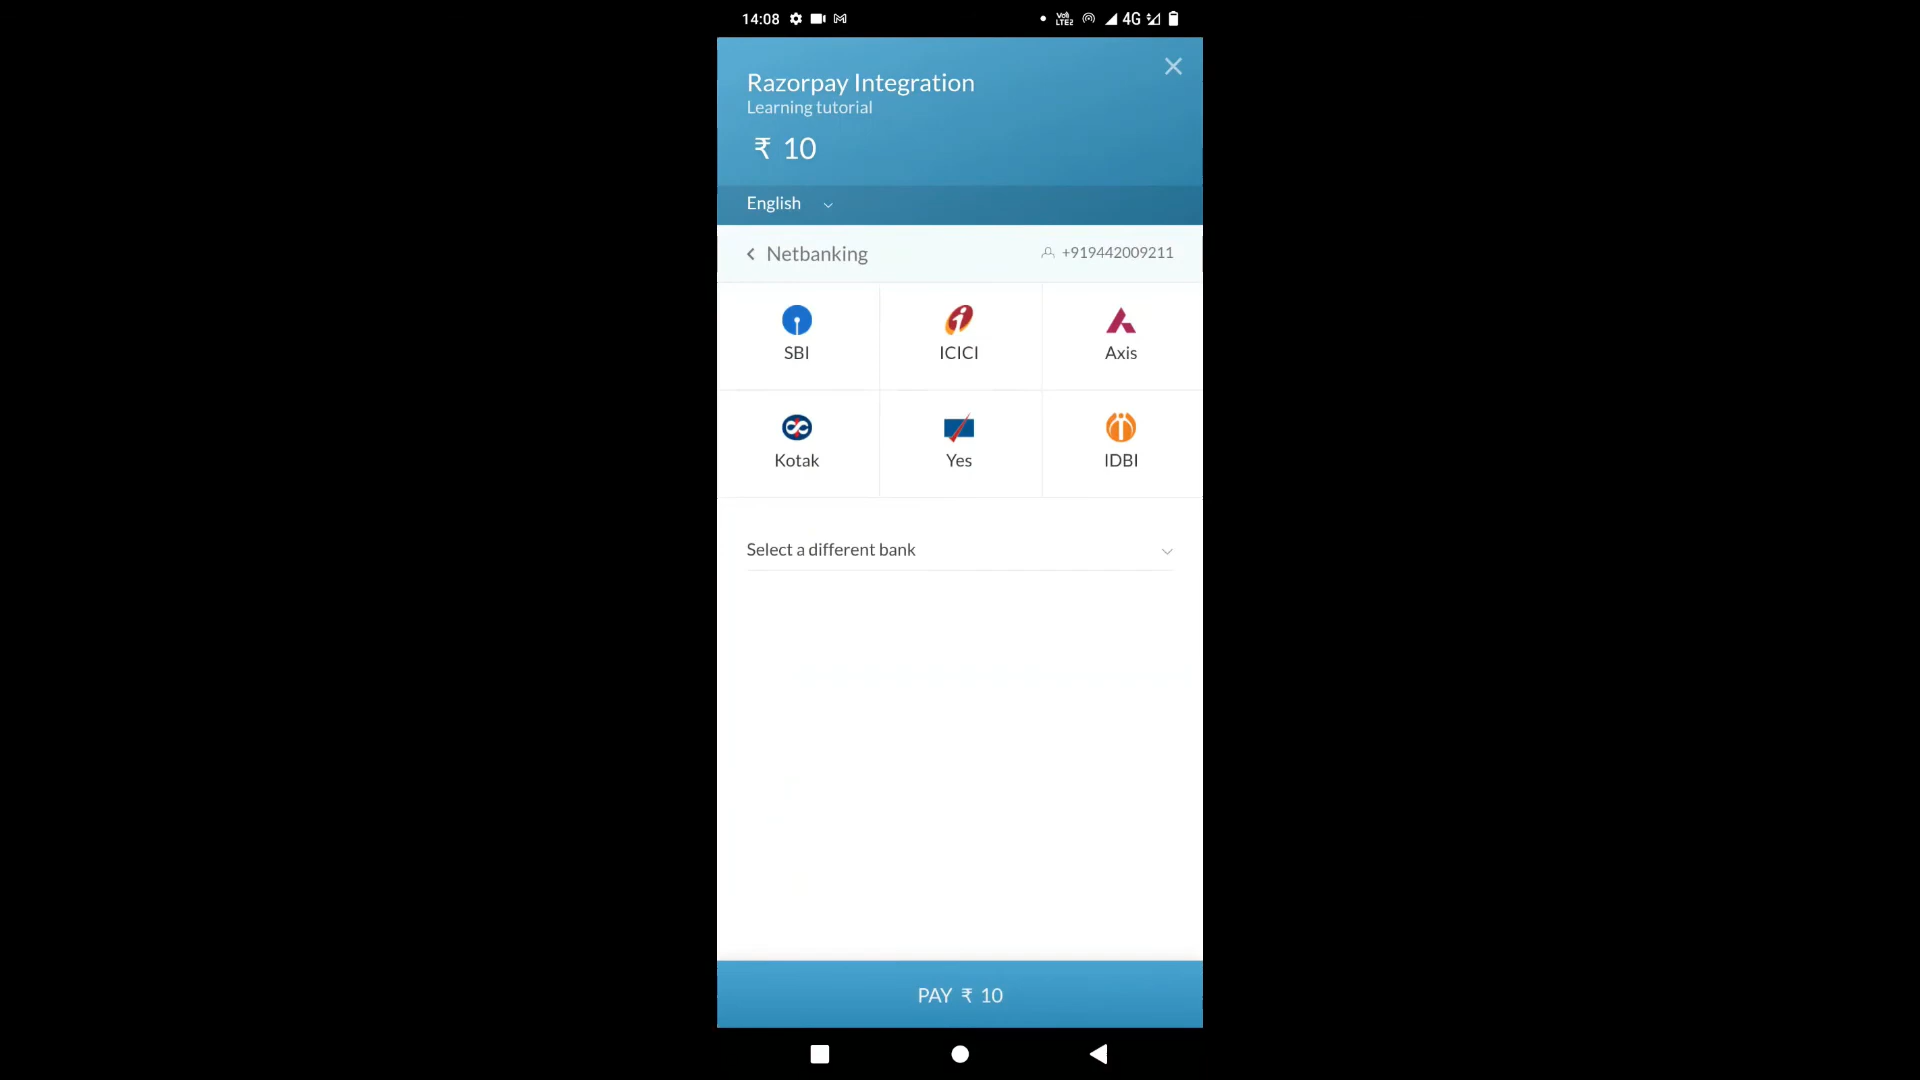 14:08 4G
Razorpay Integration
Learning tutorial
₹ 10
English
Netbanking +919442009211
SBI ICICI Axis
Kotak Yes IDBI
Select a different bank
PAY ₹ 10